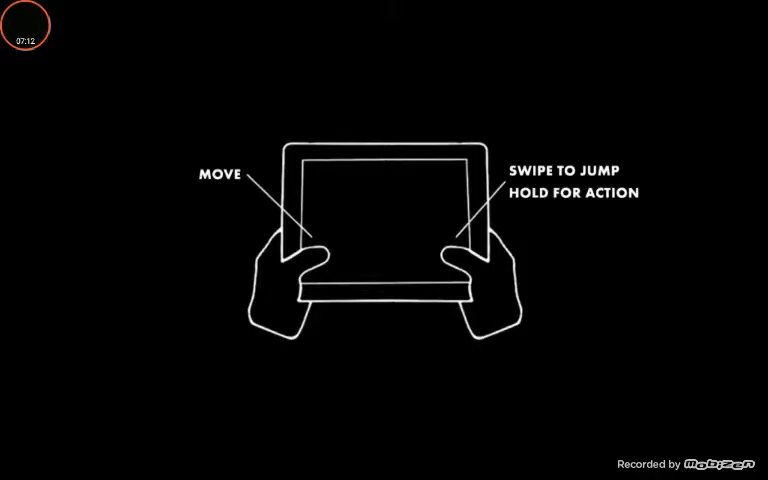 07:12
MOVE
SWIPE TO JUMP
HOLD FOR ACTION
Recorded by Mobizen